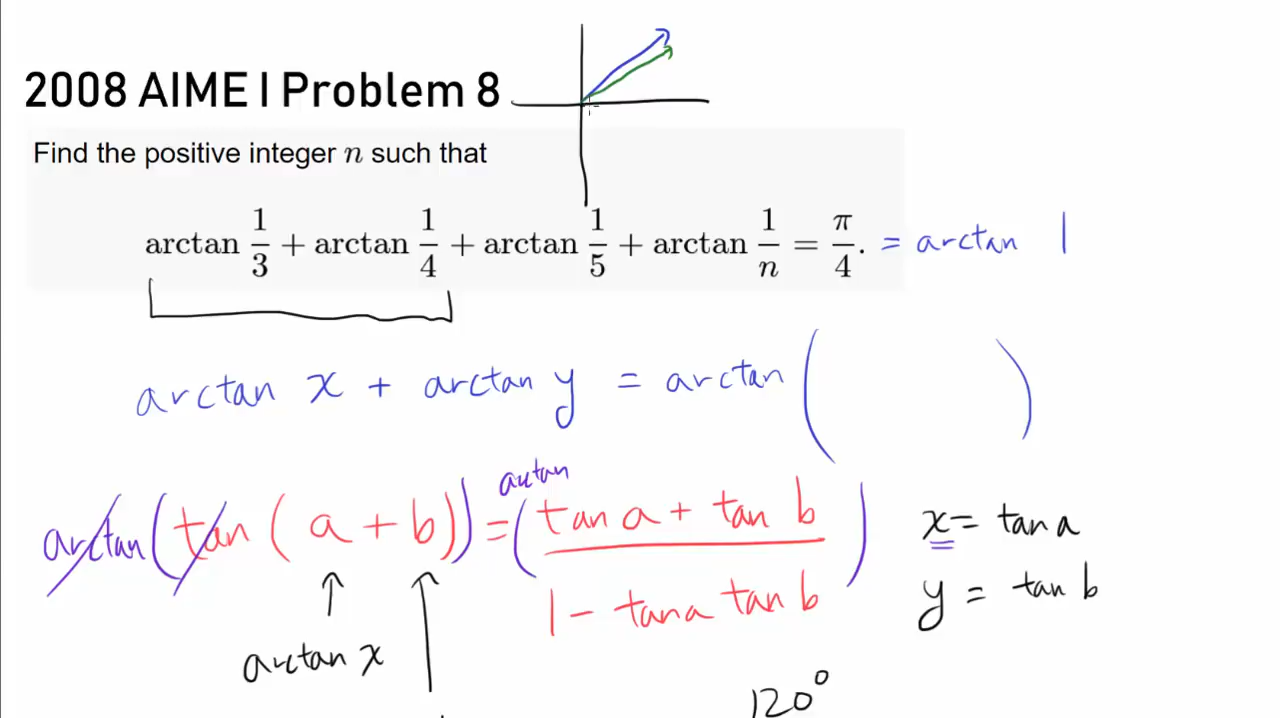 2008 AIME I Problem 8
Find the positive integer n such that
arctan 1/3 + arctan 1/4 + arctan 1/5 + arctan 1/n = π/4. = arctan 1
arctan x + arctan y = arctan ( )
arctan(tan(a + b)) = arctan((tan a + tan b)/(1 - tan a tan b))
x = tan a
y = tan b
arctan x
120°